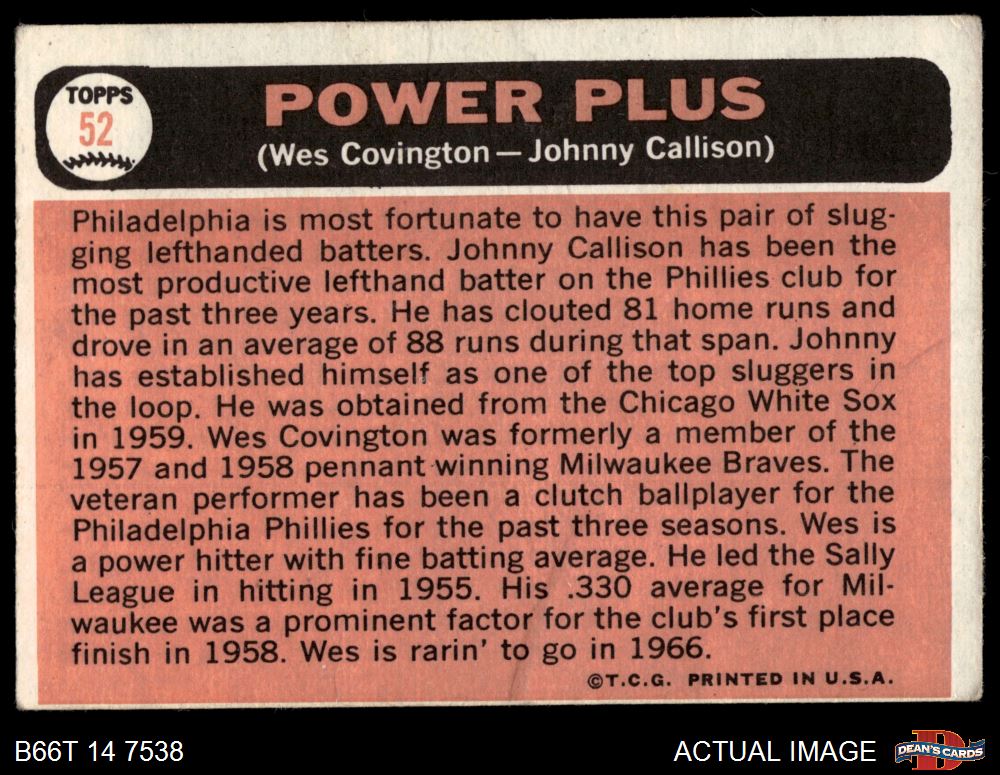 TOPPS
52
POWER PLUS
(Wes Covington—Johnny Callison)
Philadelphia is most fortunate to have this pair of slug-
ging lefthanded batters. Johnny Callison has been the
most productive lefthand batter on the Phillies club for
the past three years. He has clouted 81 home runs and
drove in an average of 88 runs during that span. Johnny
has established himself as one of the top sluggers in
the loop. He was obtained from the Chicago White Sox
in 1959. Wes Covington was formerly a member of the
1957 and 1958 pennant winning Milwaukee Braves. The
veteran performer has been a clutch ballplayer for the
Philadelphia Phillies for the past three seasons. Wes is
a power hitter with fine batting average. He led the Sally
League in hitting in 1955. His .330 average for Mil-
waukee was a prominent factor for the club's first place
finish in 1958. Wes is rarin' to go in 1966.
©T.C.G. PRINTED IN U.S.A.
B66T 14 7538
ACTUAL IMAGE
DEAN'S CARDS